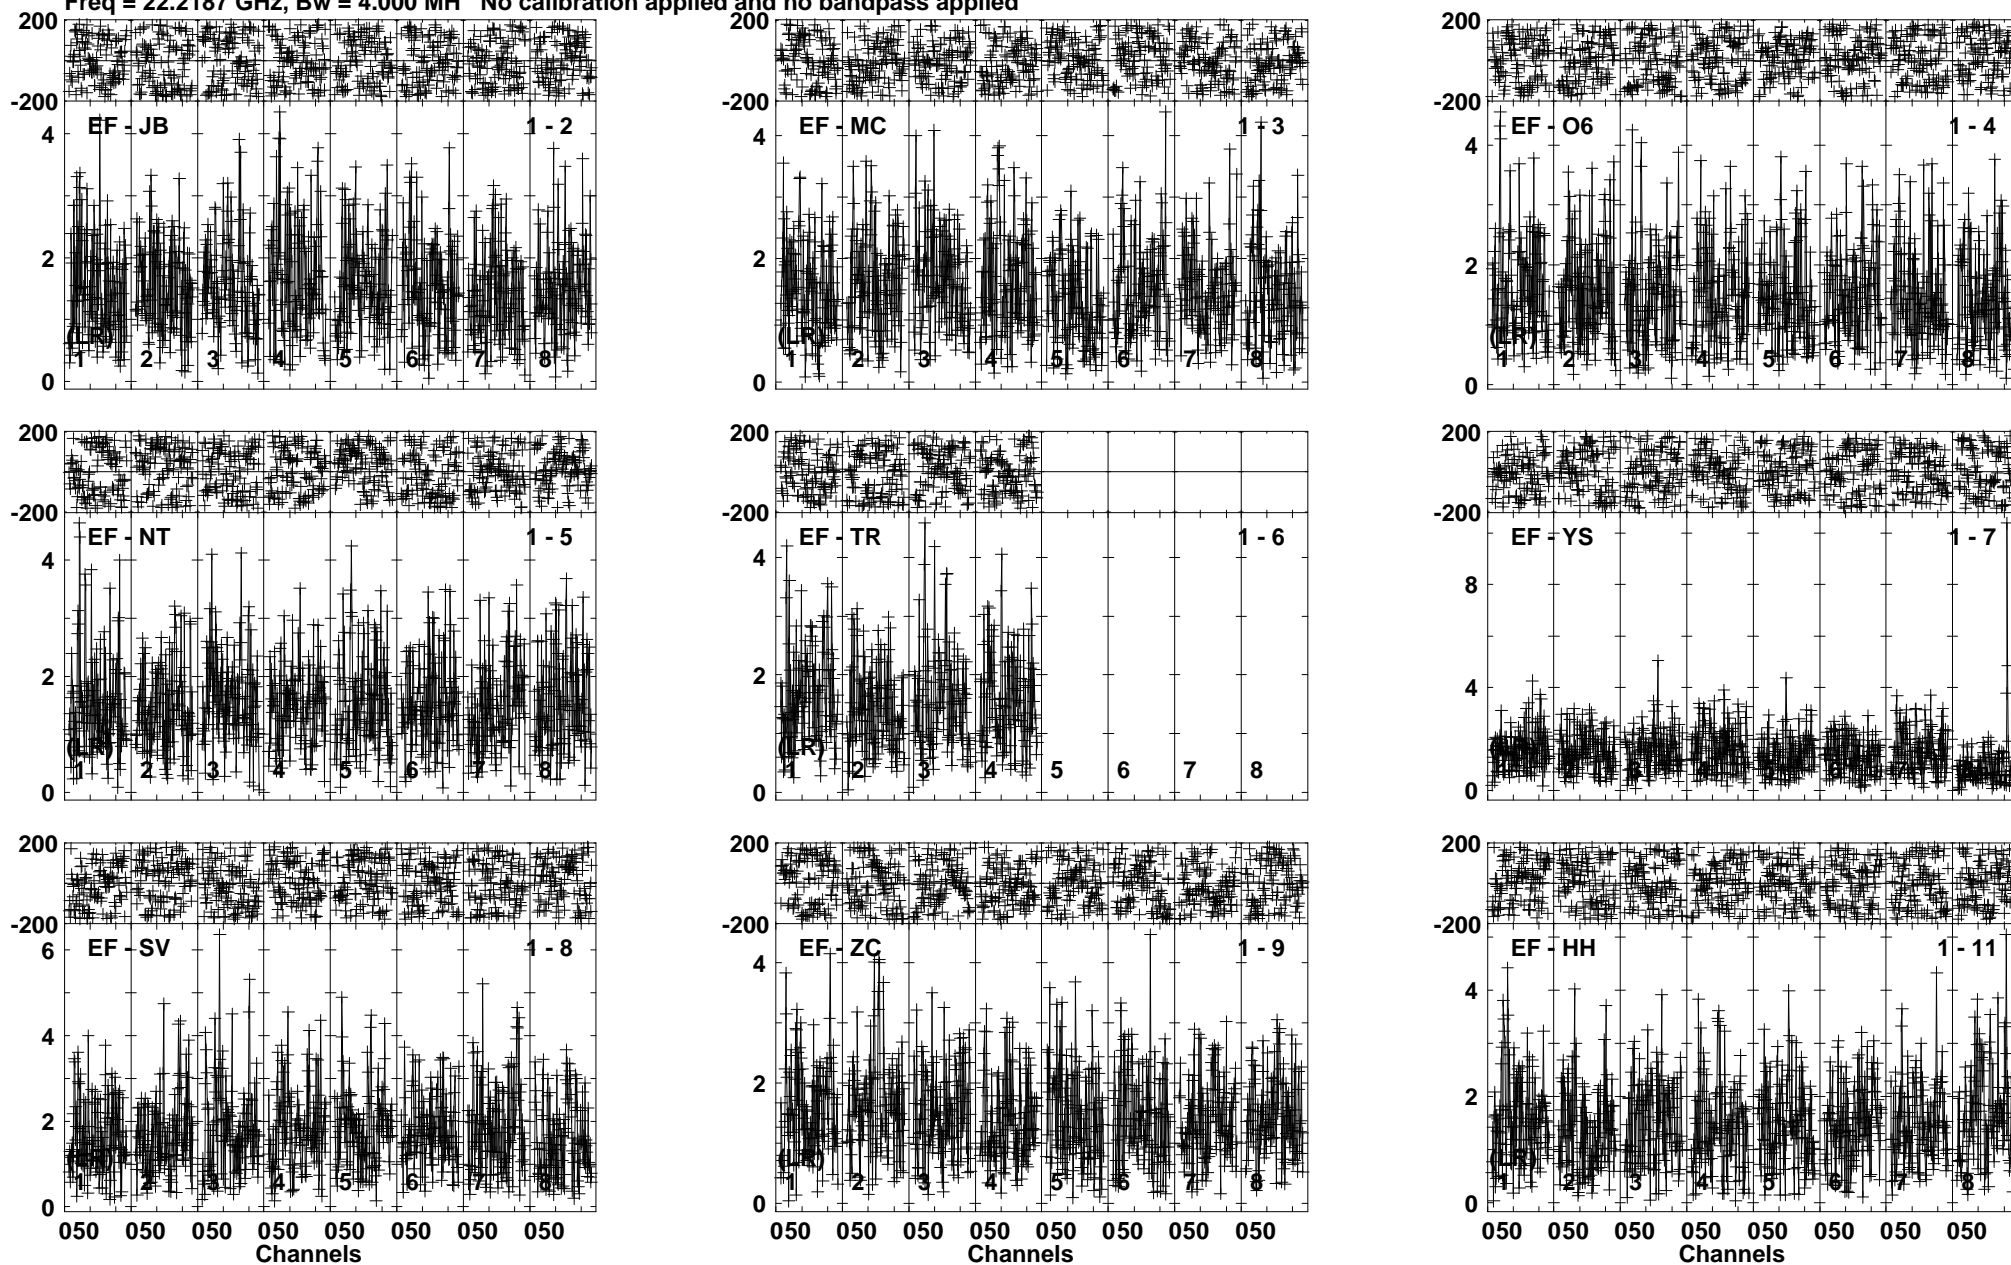 Freq = 22.2187 GHz, Bw = 4.000 MH No calibration applied and no bandpass applied
200 200 200
-200 -200 -200
EF - JB 1 - 2 EF - MC 1 - 3 EF - O6 1 - 4
4 4 4
2 2 2
(LR) (LR) (LR)
1 2 3 4 5 6 7 8 1 2 3 4 5 6 7 8 1 2 3 4 5 6 7 8
0 0 0
200 200 200
-200 -200 -200
EF - NT 1 - 5 EF - TR 1 - 6 EF - YS 1 - 7
4 4 8
2 2 4
(LR) (LR)
1 2 3 4 5 6 7 8 1 2 3 4 5 6 7 8
0 0 0
200 200 200
-200 -200 -200
EF - SV 1 - 8 EF - ZC 1 - 9 EF - HH 1 - 11
6
4 4 4
2 2 2
(LR) (LR) (LR)
1 2 3 4 5 6 7 8 1 2 3 4 5 6 7 8 1 2 3 4 5 6 7 8
0 0 0
050 050 050 050 050 050 050 050 050 050 050 050 050 050 050 050 050 050 050 050 050 050 050 050
Channels Channels Channels